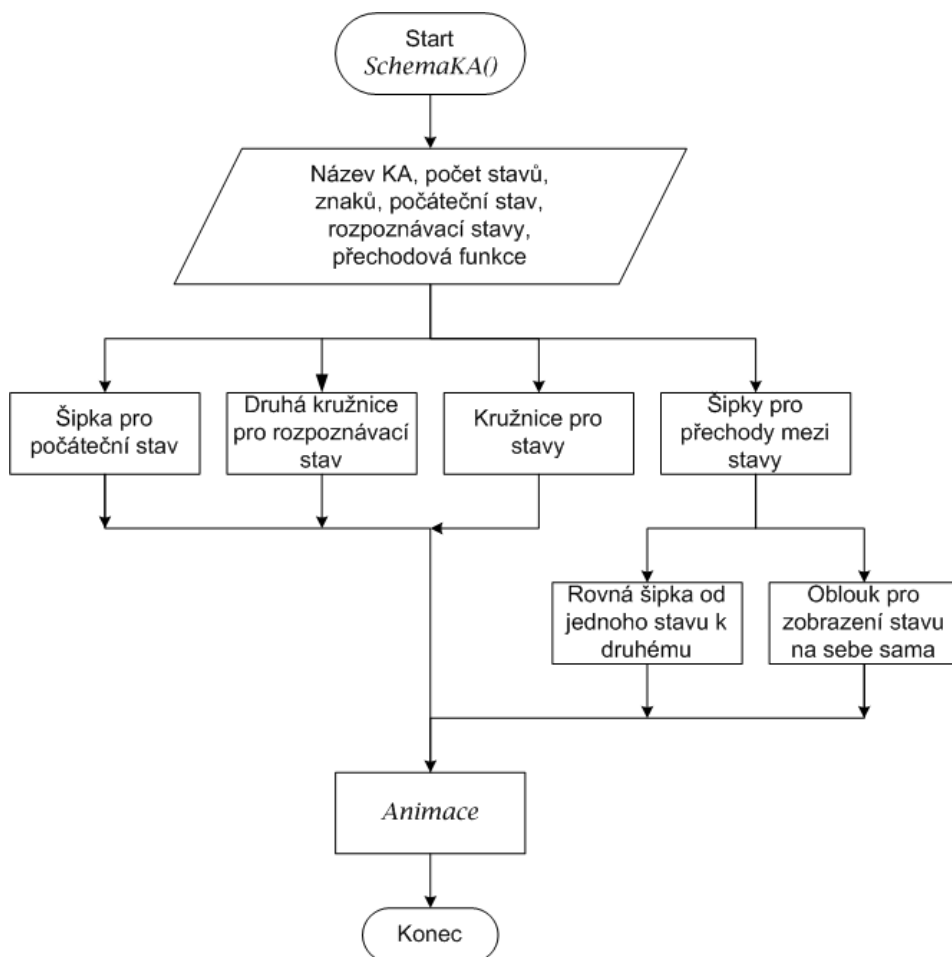 Start
SchemaKA()
Název KA, počet stavů,
znaků, počáteční stav,
rozpoznávací stavy,
přechodová funkce
Šipka pro
počáteční stav
Druhá kružnice
pro rozpoznávací
stav
Kružnice pro
stavy
Šipky pro
přechody mezi
stavy
Rovná šipka od
jednoho stavu k
druhému
Oblouk pro
zobrazení stavu
na sebe sama
Animace
Konec